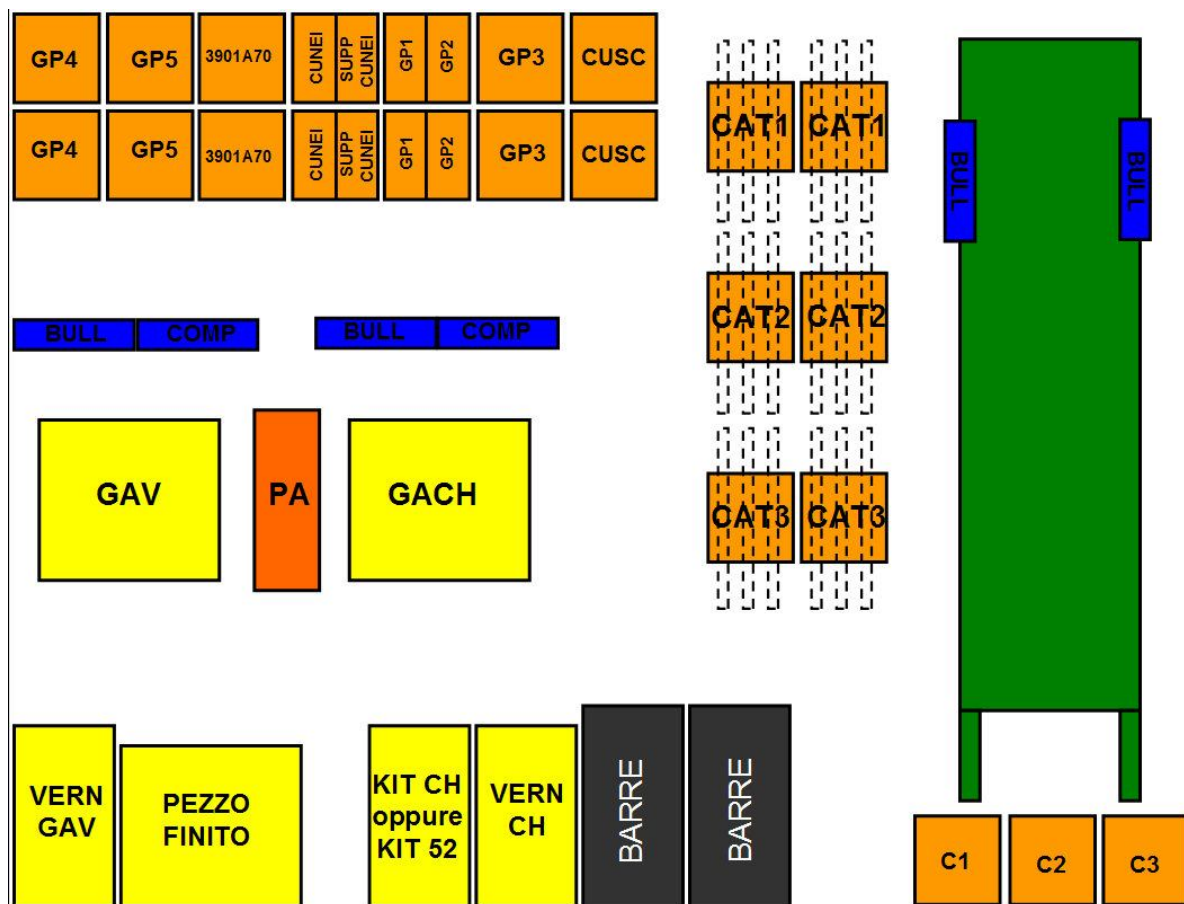 GP4 GP5 3901A70 CUNEI SUPP CUNEI GP1 GP2 GP3 CUSC
GP4 GP5 3901A70 CUNEI SUPP CUNEI GP1 GP2 GP3 CUSC
CAT1 CAT1
BULL BULL
CAT2 CAT2
BULL COMP BULL COMP
GAV PA GACH
CAT3 CAT3
VERN
GAV
PEZZO
FINITO
KIT CH
oppure
KIT 52
VERN
CH
BARRE
BARRE
C1 C2 C3